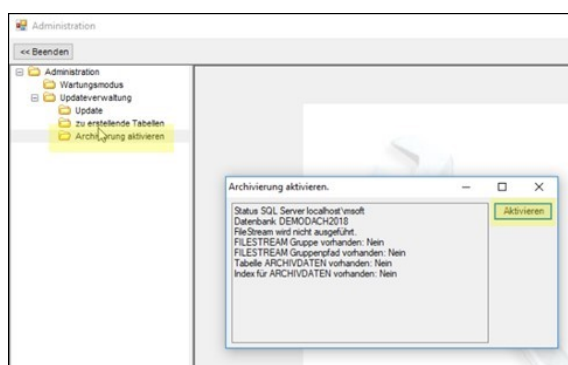 Administration
<< Beenden
Administration
Wartungsmodus
Updateverwaltung
Update
zu erstellende Tabellen
Archivierung aktivieren
Archivierung aktivieren.
Aktivieren
Status SQL Server localhost\msoft
Datenbank DEMODACH2018
FileStream wird nicht ausgeführt.
FILESTREAM Gruppe vorhanden: Nein
FILESTREAM Gruppenpfad vorhanden: Nein
Tabelle ARCHIVDATEN vorhanden: Nein
Index für ARCHIVDATEN vorhanden: Nein